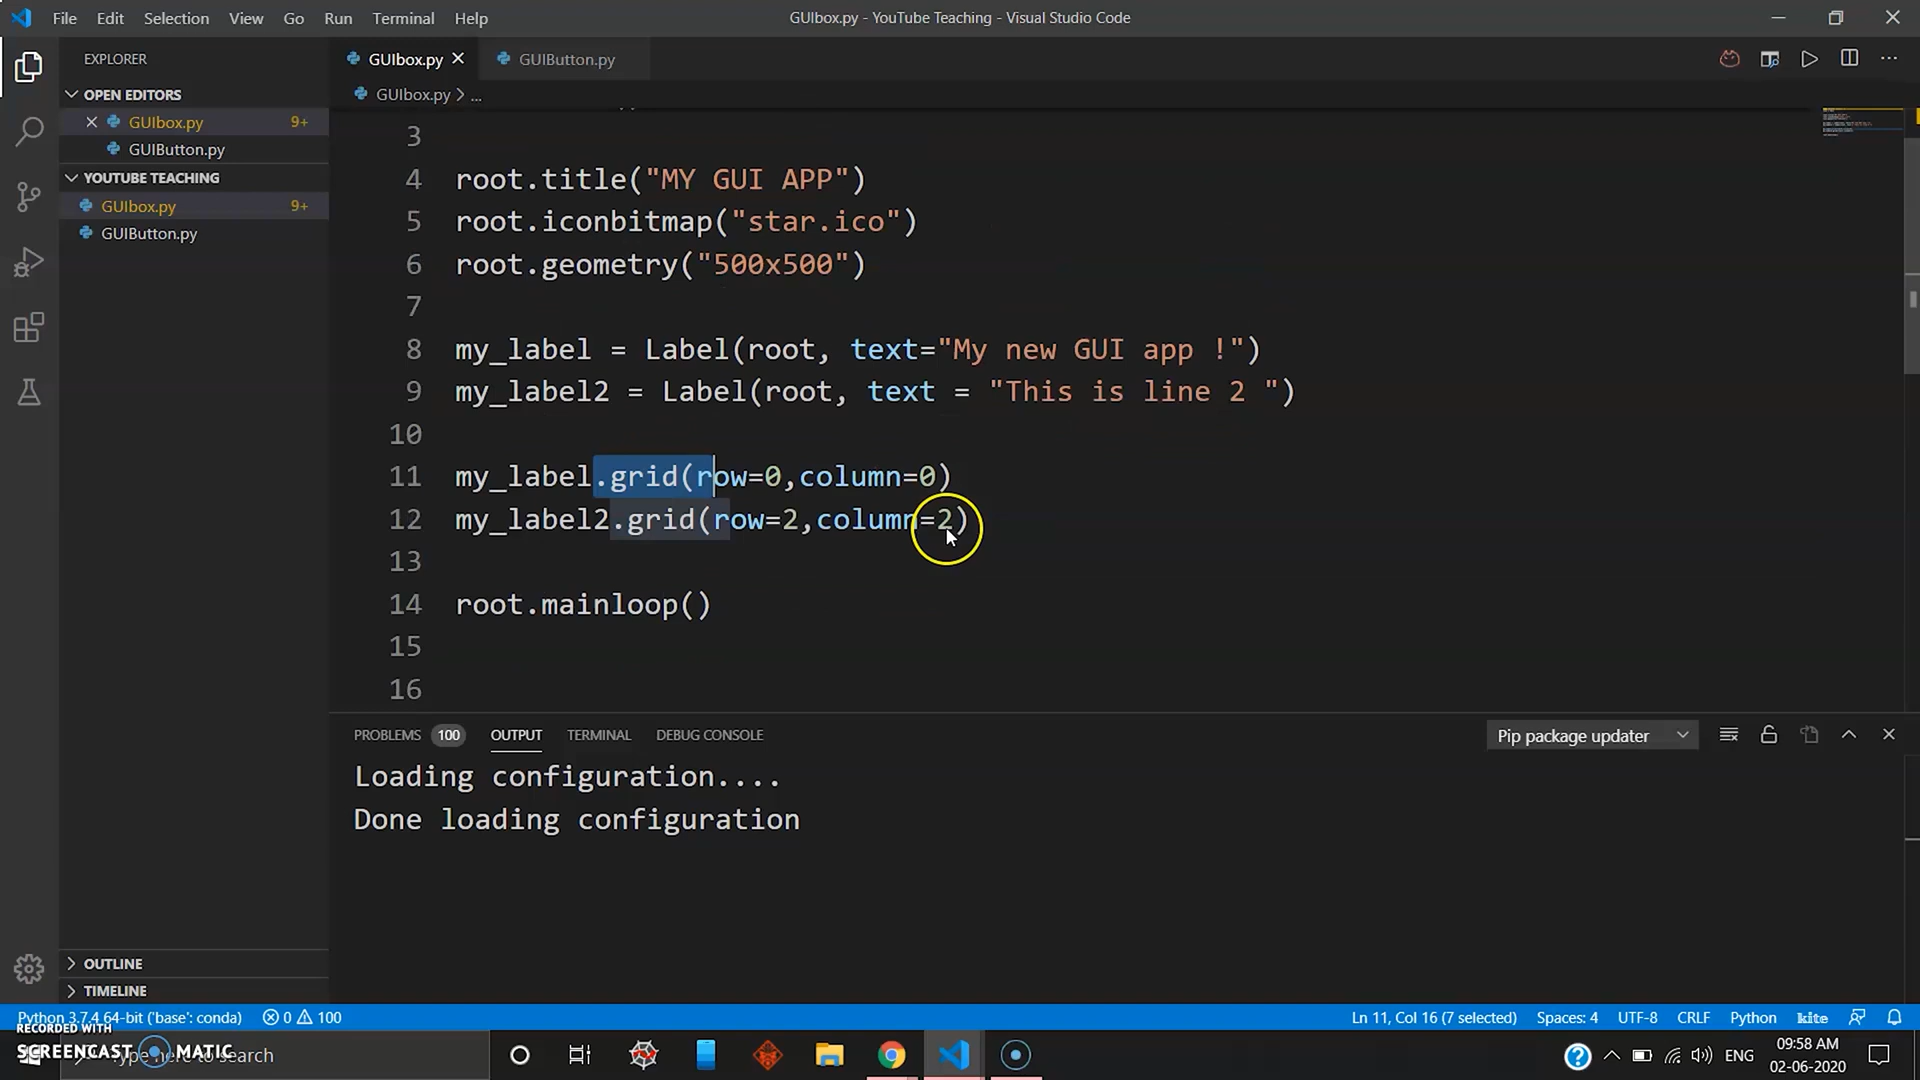 File Edit Selection View Go Run Terminal Help
GUIbox.py - YouTube Teaching - Visual Studio Code
EXPLORER
GUIbox.py
GUIButton.py
OPEN EDITORS
GUIbox.py > ...
GUIbox.py 9+
GUIButton.py
YOUTUBE TEACHING
GUIbox.py 9+
GUIButton.py
3
4 root.title("MY GUI APP")
5 root.iconbitmap("star.ico")
6 root.geometry("500x500")
7
8 my_label = Label(root, text="My new GUI app !")
9 my_label2 = Label(root, text = "This is line 2 ")
10
11 my_label.grid(row=0,column=0)
12 my_label2.grid(row=2,column=2)
13
14 root.mainloop()
15
16
PROBLEMS 100 OUTPUT TERMINAL DEBUG CONSOLE Pip package updater
Loading configuration....
Done loading configuration
OUTLINE
TIMELINE
Python 3.7.4 64-bit ('base': conda) 0 100 Ln 11, Col 16 (7 selected) Spaces: 4 UTF-8 CRLF Python kite
RECORDED WITH
SCREENCAST MATIC
Type here to search
ENG
09:58 AM
02-06-2020